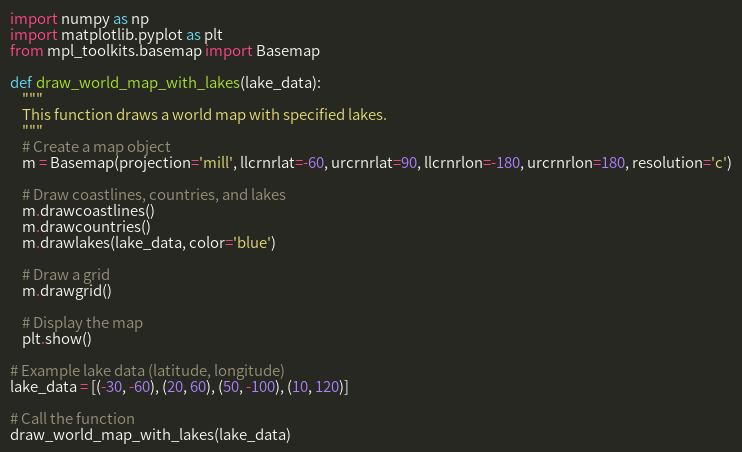 import numpy as np
import matplotlib.pyplot as plt
from mpl_toolkits.basemap import Basemap

def draw_world_map_with_lakes(lake_data):
    """
    This function draws a world map with specified lakes.
    """
    # Create a map object
    m = Basemap(projection='mill', llcrnrlat=-60, urcrnrlat=90, llcrnrlon=-180, urcrnrlon=180, resolution='c')

    # Draw coastlines, countries, and lakes
    m.drawcoastlines()
    m.drawcountries()
    m.drawlakes(lake_data, color='blue')

    # Draw a grid
    m.drawgrid()

    # Display the map
    plt.show()

# Example lake data (latitude, longitude)
lake_data = [(-30, -60), (20, 60), (50, -100), (10, 120)]

# Call the function
draw_world_map_with_lakes(lake_data)